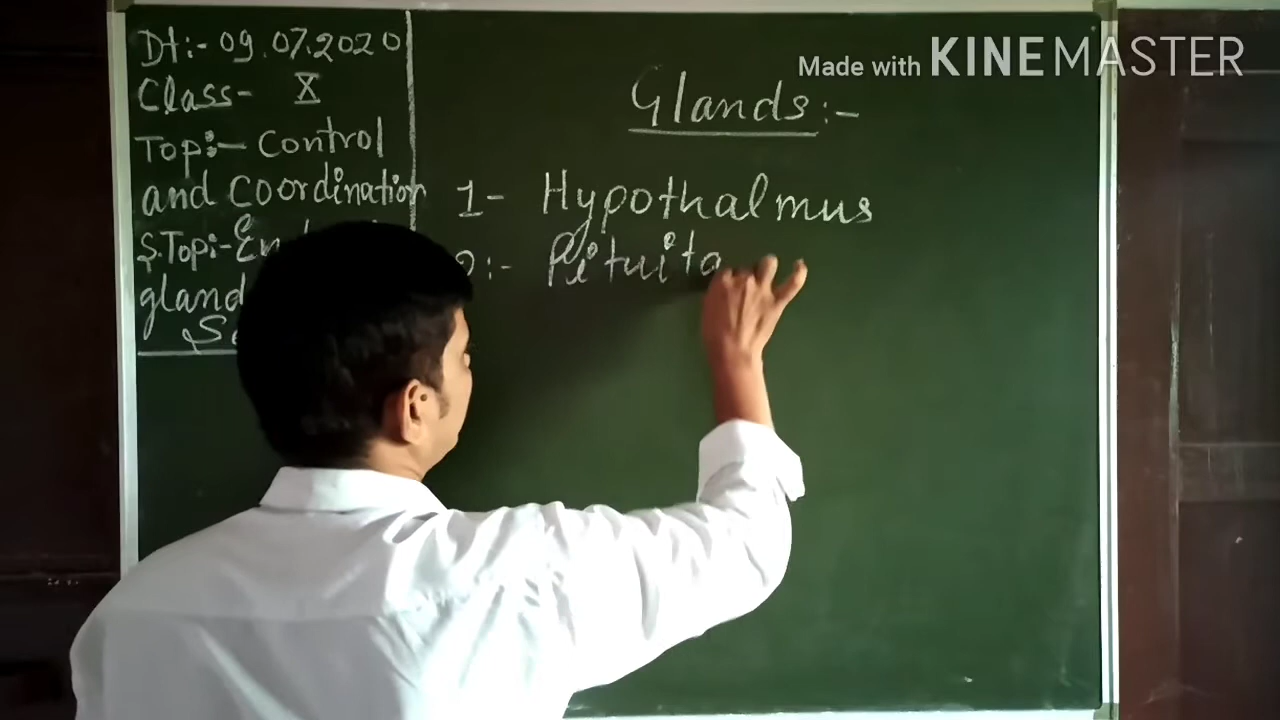 Made with KINEMASTER
Dt:- 09.07.2020
Class- X
Top:- Control
and Coordination
S.Top:-
gland
Glands:-
1- Hypothalmus
2:- Pituita